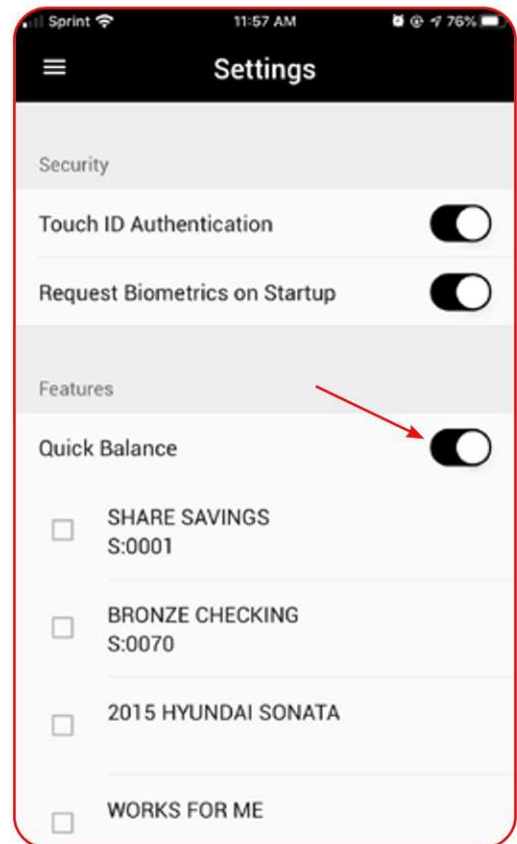 Sprint 11:57 AM 76%
Settings
Security
Touch ID Authentication
Request Biometrics on Startup
Features
Quick Balance
SHARE SAVINGS
S:0001
BRONZE CHECKING
S:0070
2015 HYUNDAI SONATA
WORKS FOR ME